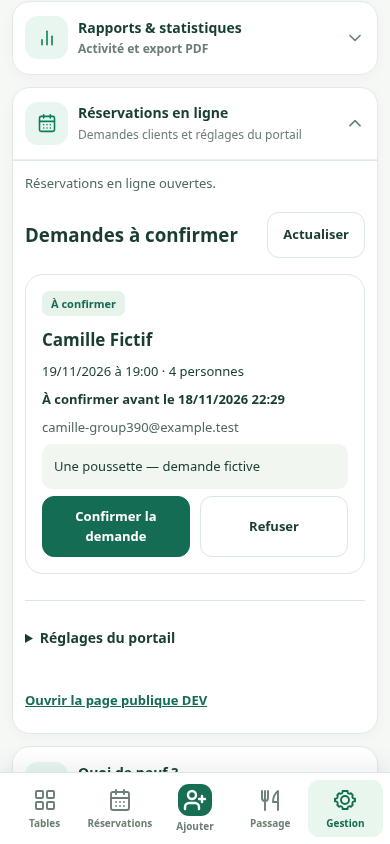 Rapports & statistiques
Activité et export PDF
Réservations en ligne
Demandes clients et réglages du portail
Réservations en ligne ouvertes.
Demandes à confirmer
Actualiser
À confirmer
Camille Fictif
19/11/2026 à 19:00 · 4 personnes
À confirmer avant le 18/11/2026 22:29
camille-group390@example.test
Une poussette — demande fictive
Confirmer la
demande
Refuser
Réglages du portail
Ouvrir la page publique DEV
Quoi de neuf ?
Tables
Réservations
Ajouter
Passage
Gestion